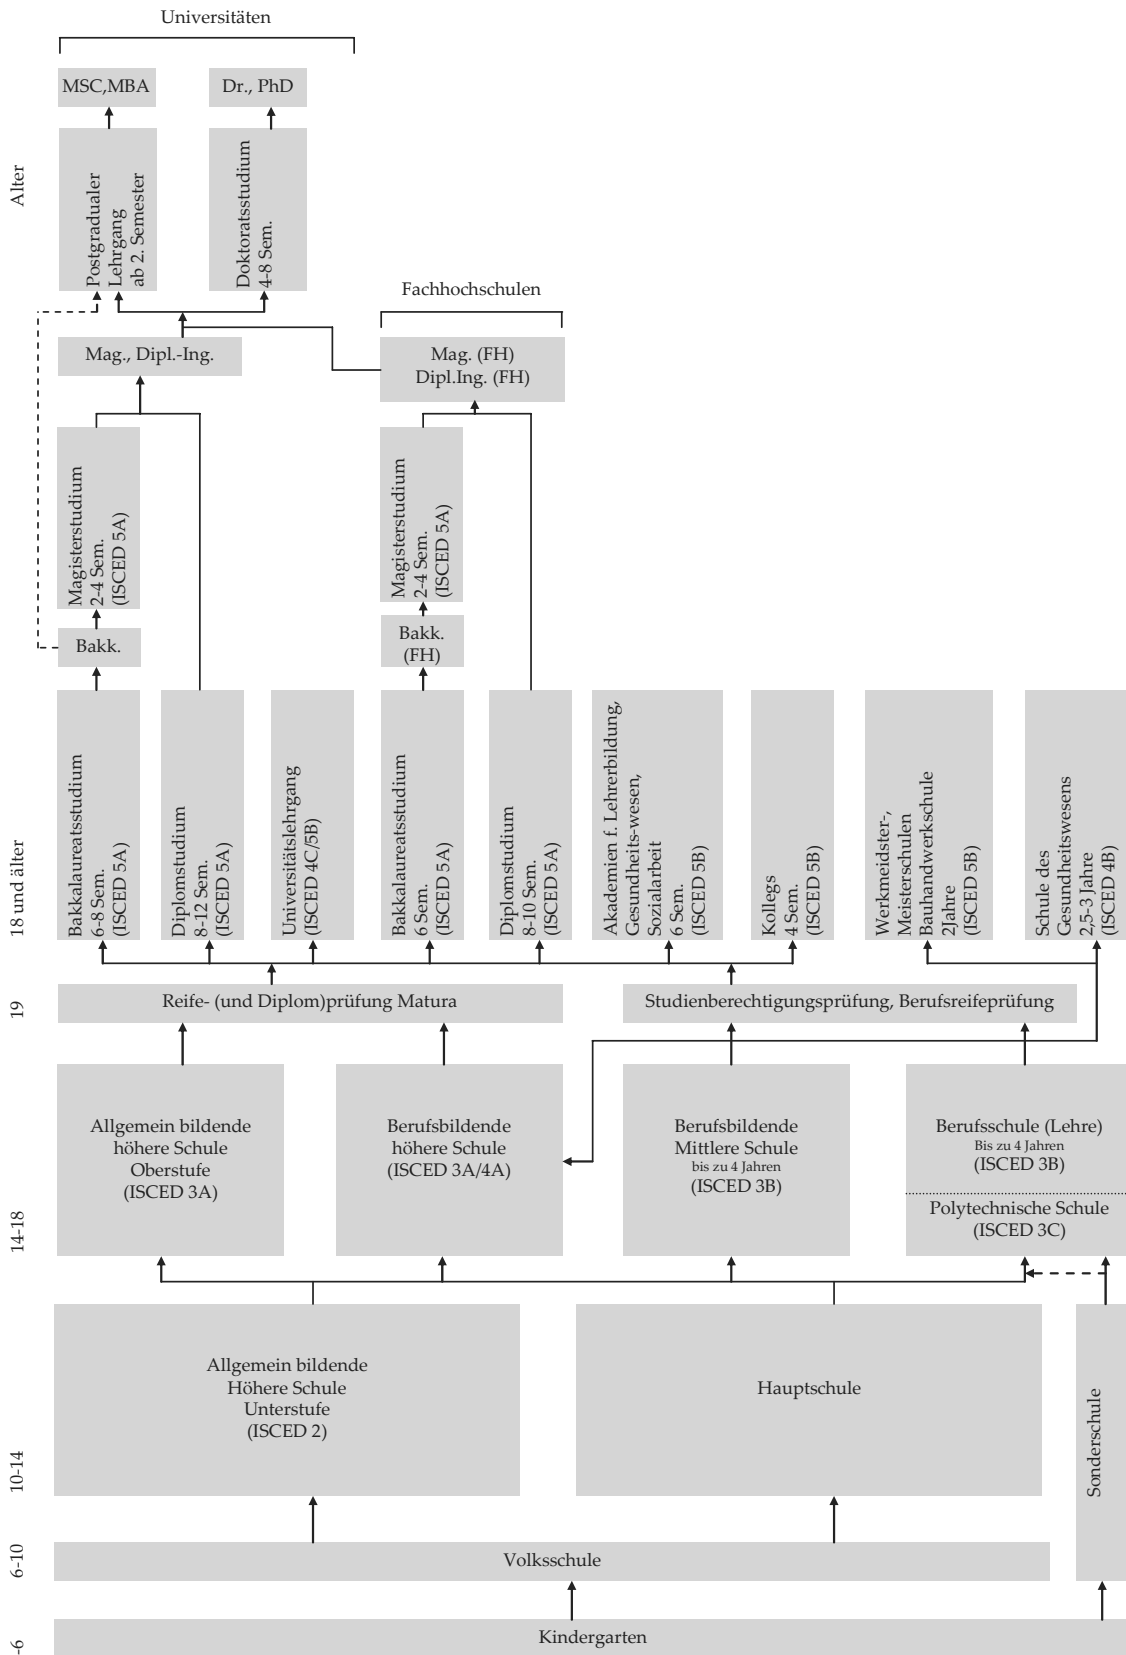 Universitäten
MSC,MBA
Dr., PhD
Alter
Postgradualer
Lehrgang
ab 2. Semester
Doktoratsstudium
4-8 Sem.
Fachhochschulen
Mag., Dipl.-Ing.
Mag. (FH)
Dipl.Ing. (FH)
Magisterstudium
2-4 Sem.
(ISCED 5A)
Magisterstudium
2-4 Sem.
(ISCED 5A)
Bakk.
Bakk.
(FH)
18 und älter
Bakkalaureatsstudium
6-8 Sem.
(ISCED 5A)
Diplomstudium
8-12 Sem.
(ISCED 5A)
Universitätslehrgang
(ISCED 4C/5B)
Bakkalaureatsstudium
6 Sem.
(ISCED 5A)
Diplomstudium
8-10 Sem.
(ISCED 5A)
Akademien f. Lehrerbildung,
Gesundheits-wesen,
Sozialarbeit
6 Sem.
(ISCED 5B)
Kollegs
4 Sem.
(ISCED 5B)
Werkmeidster-,
Meisterschulen
Bauhandwerkschule
2Jahre
(ISCED 5B)
Schule des
Gesundheitswesens
2,5-3 Jahre
(ISCED 4B)
19
Reife- (und Diplom)prüfung Matura
Studienberechtigungsprüfung, Berufsreifeprüfung
14-18
Allgemein bildende
höhere Schule
Oberstufe
(ISCED 3A)
Berufsbildende
höhere Schule
(ISCED 3A/4A)
Berufsbildende
Mittlere Schule
bis zu 4 Jahren
(ISCED 3B)
Berufsschule (Lehre)
Bis zu 4 Jahren
(ISCED 3B)
Polytechnische Schule
(ISCED 3C)
10-14
Allgemein bildende
Höhere Schule
Unterstufe
(ISCED 2)
Hauptschule
Sonderschule
6-10
Volksschule
-6
Kindergarten